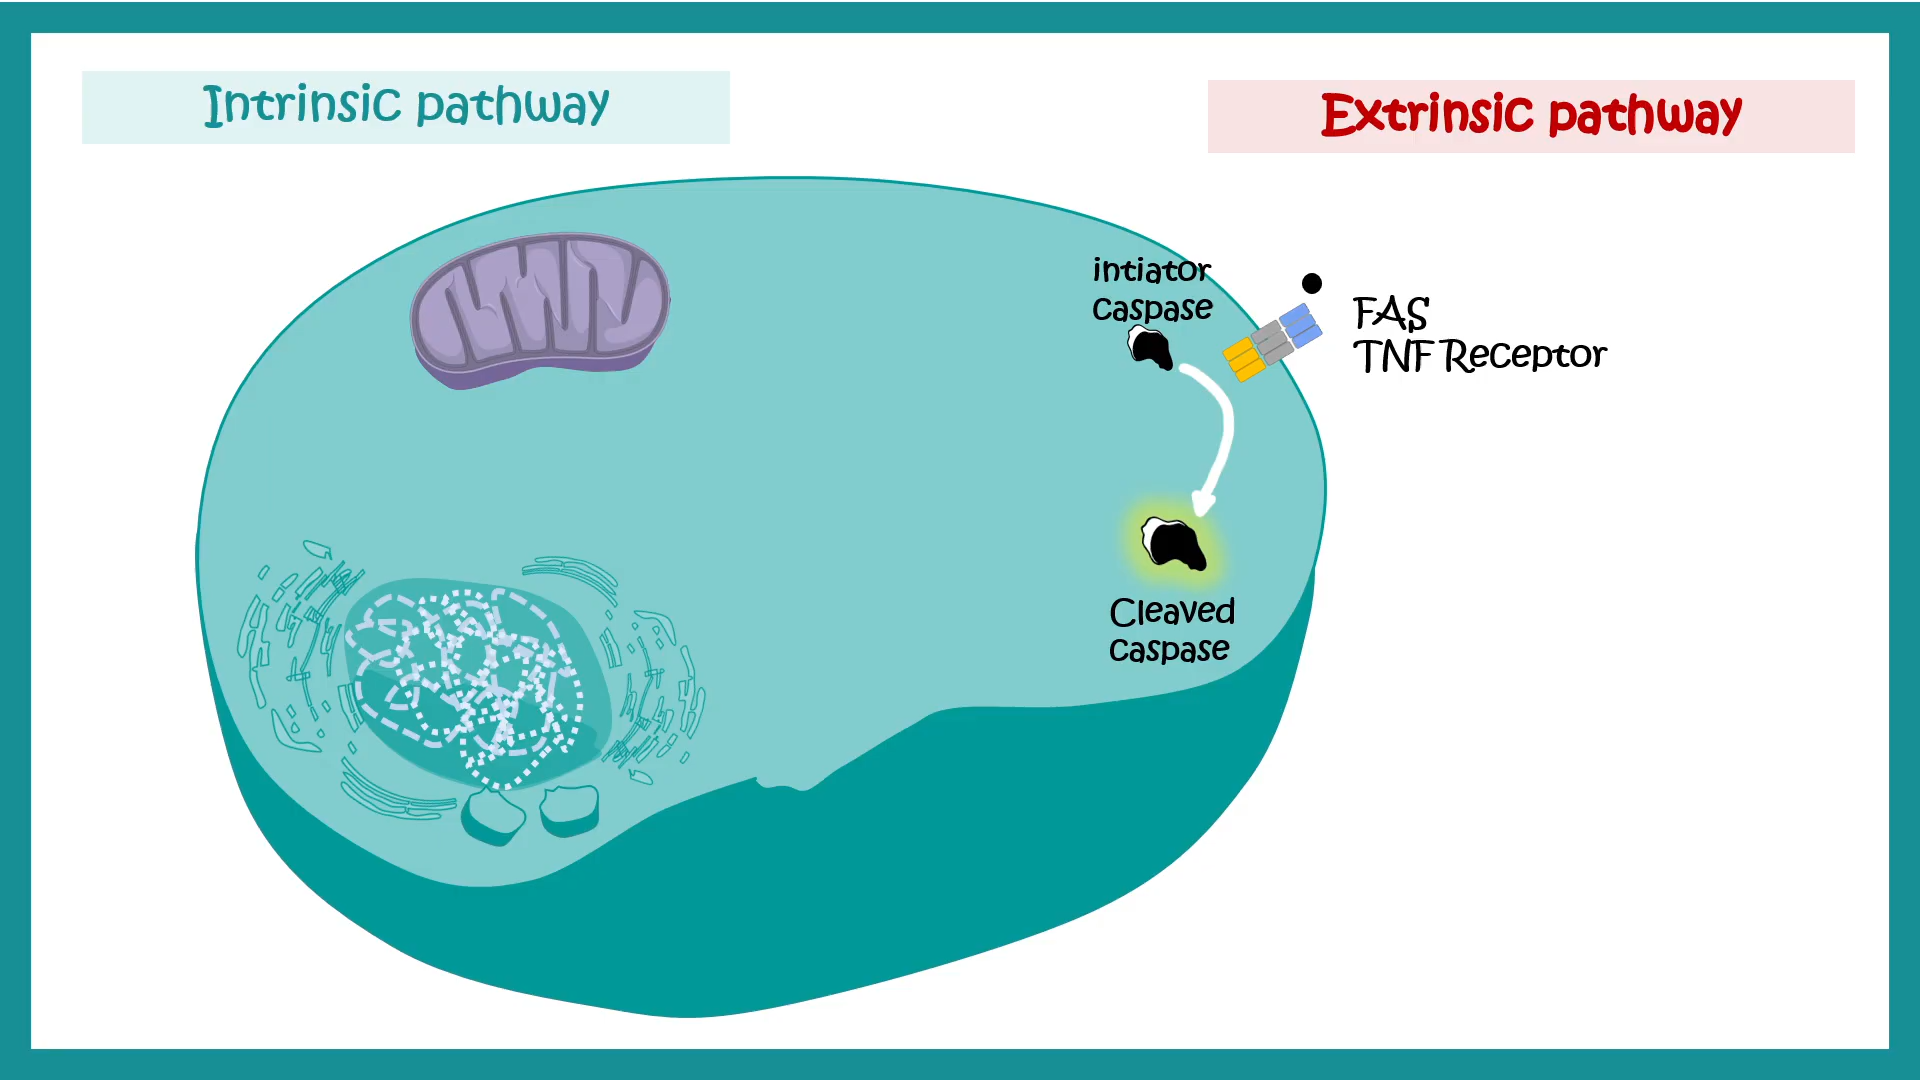 Intrinsic pathway
Extrinsic pathway
intiator
caspase
FAS
TNF Receptor
Cleaved
caspase